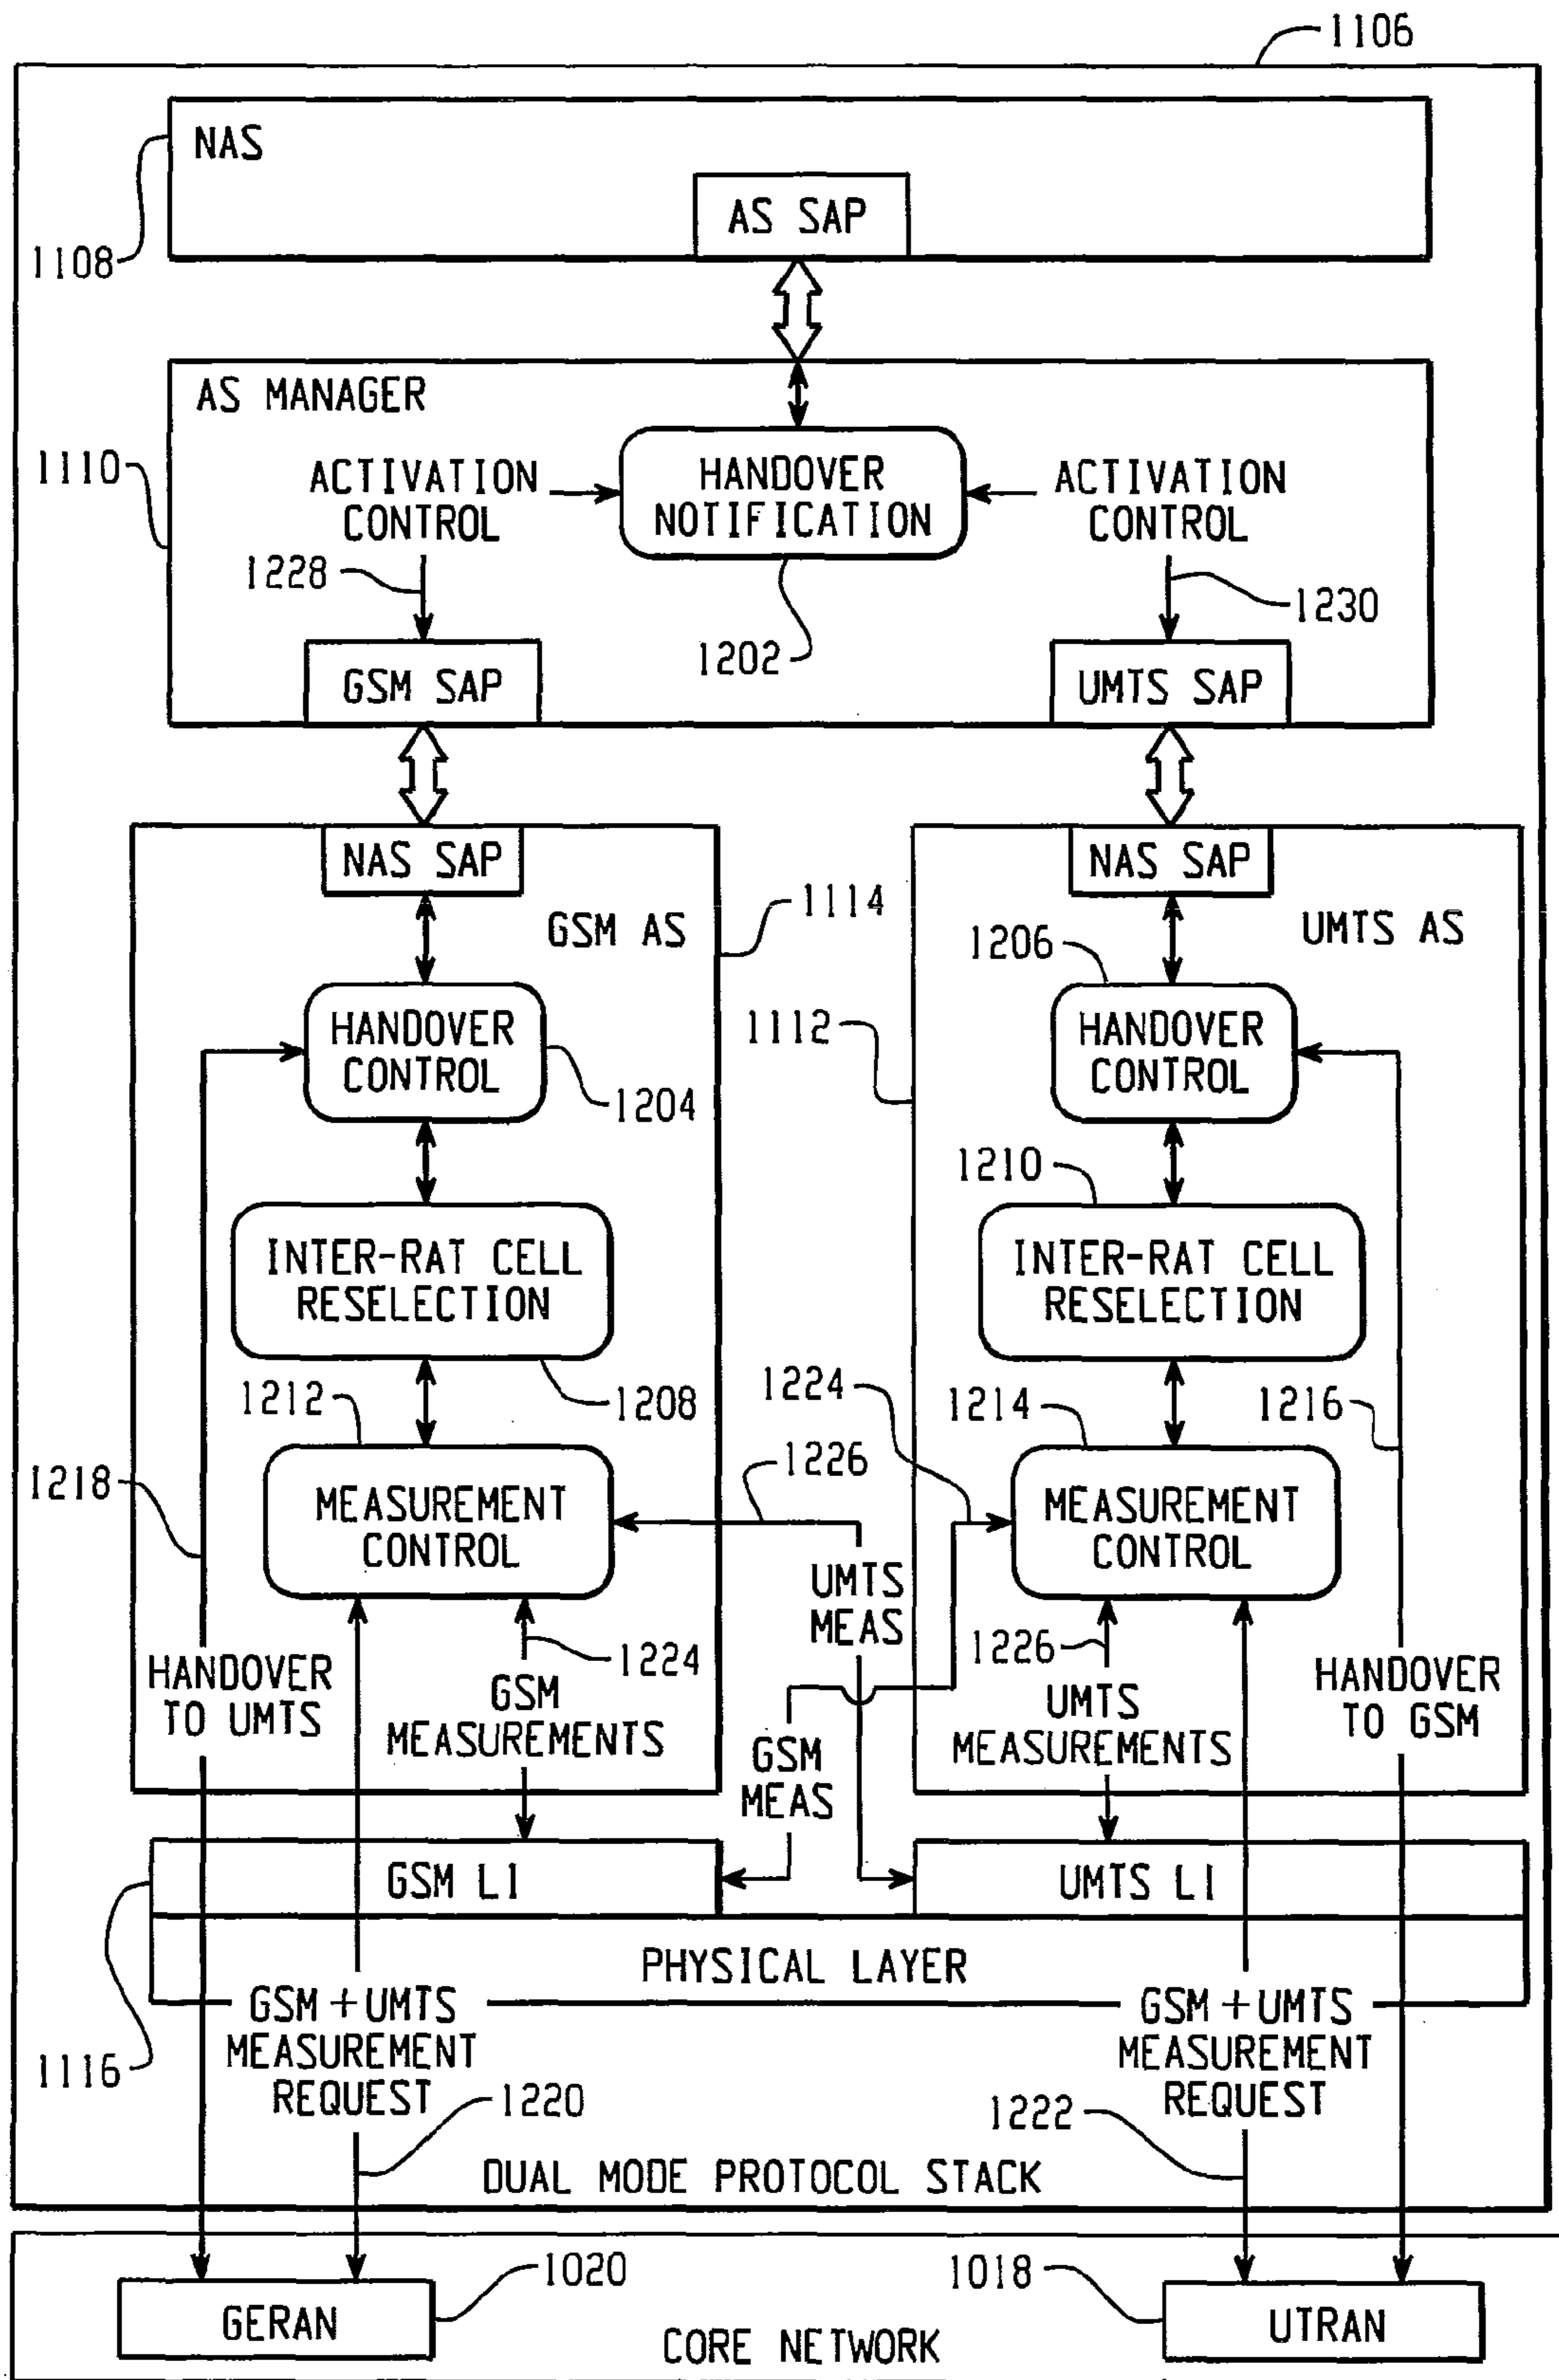 1106
NAS
AS SAP
1108
AS MANAGER
1110
ACTIVATION
CONTROL
HANDOVER
NOTIFICATION
ACTIVATION
CONTROL
1228
1230
1202
GSM SAP
UMTS SAP
NAS SAP
NAS SAP
GSM AS
1114
UMTS AS
1206
HANDOVER
CONTROL
1112
HANDOVER
CONTROL
1204
1210
INTER-RAT CELL
RESELECTION
INTER-RAT CELL
RESELECTION
1212
1208
1224
1214
1216
1218
1226
MEASUREMENT
CONTROL
MEASUREMENT
CONTROL
UMTS
MEAS
1224
1226
HANDOVER
TO UMTS
GSM
MEASUREMENTS
GSM
MEAS
UMTS
MEASUREMENTS
HANDOVER
TO GSM
GSM L1
UMTS L1
PHYSICAL LAYER
GSM + UMTS
MEASUREMENT
REQUEST
GSM + UMTS
MEASUREMENT
REQUEST
1116
1220
1222
DUAL MODE PROTOCOL STACK
1020
1018
GERAN
UTRAN
CORE NETWORK